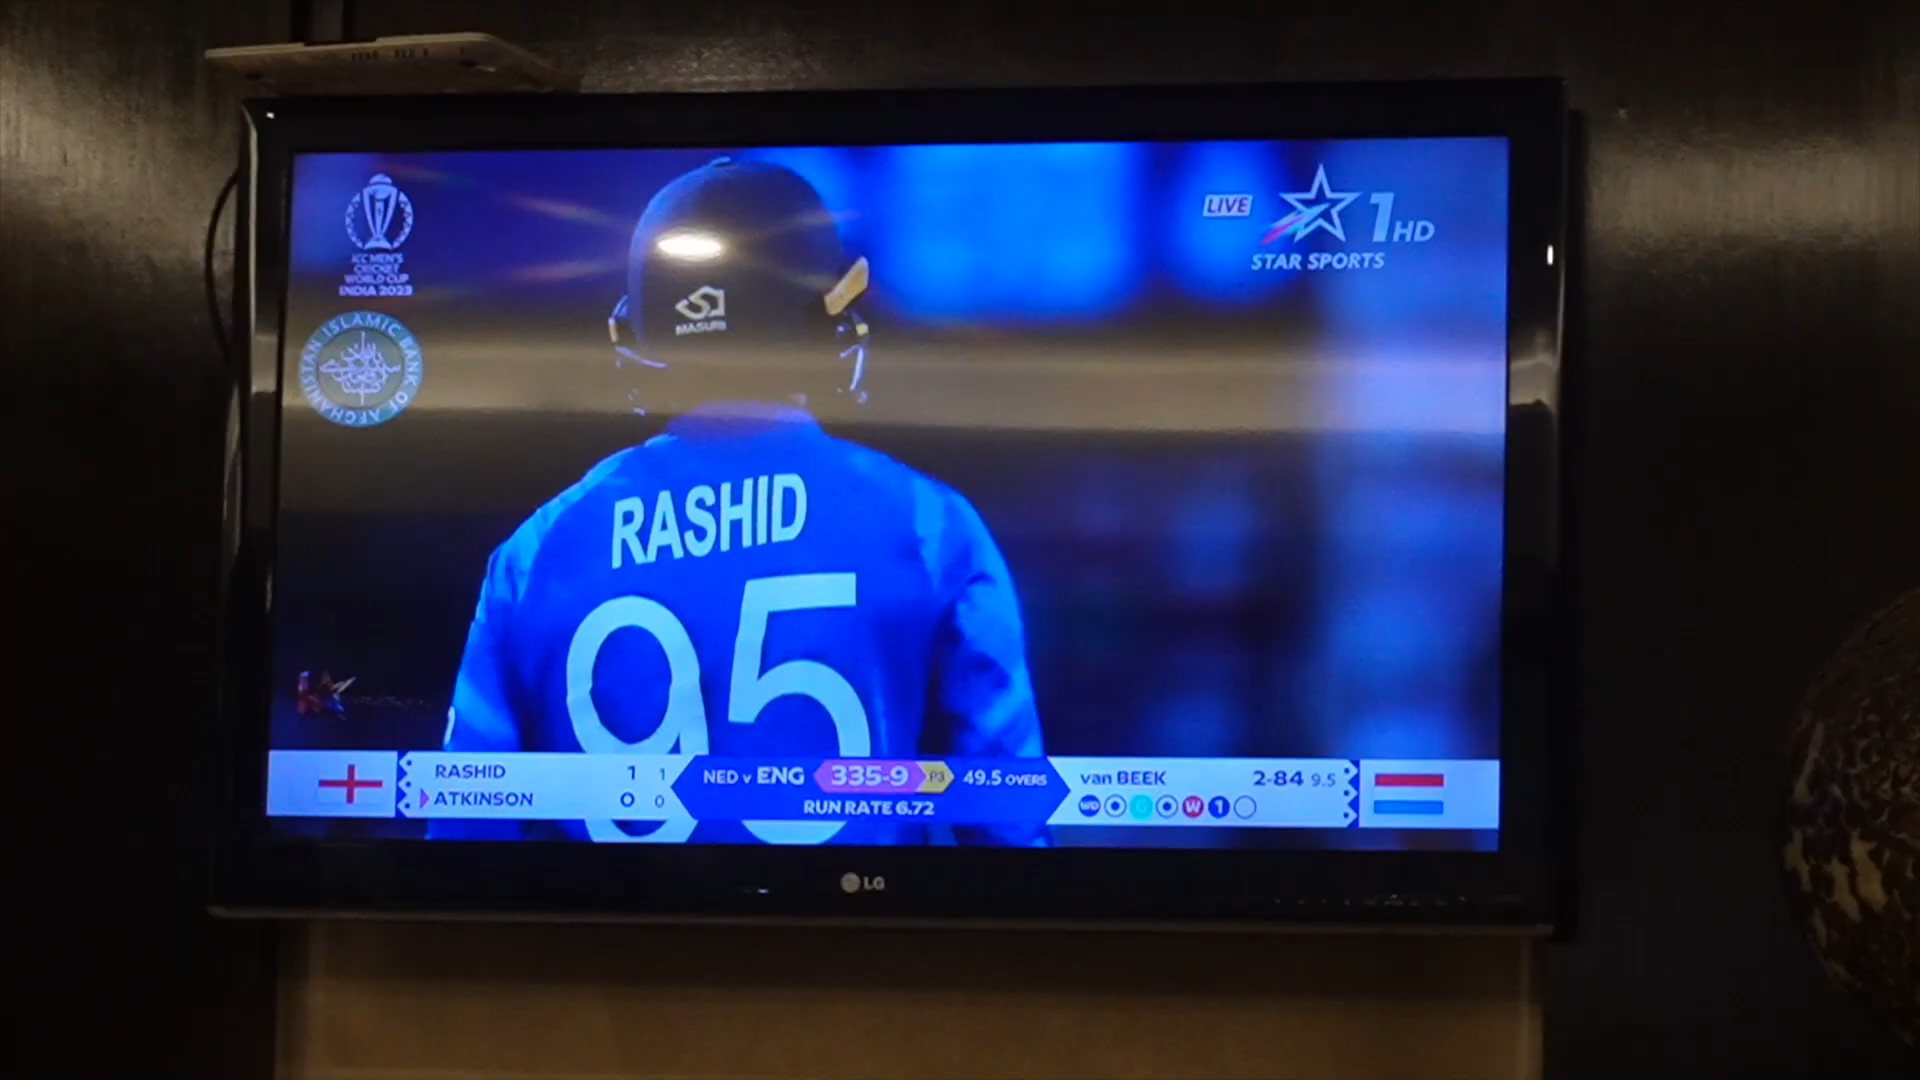 ICC MEN'S
CRICKET
WORLD CUP
INDIA 2023
LIVE
1HD
STAR SPORTS
ISLAMIC BANK OF AFGHANISTAN
MASURI
RASHID
95
RASHID 1 1
ATKINSON 0 0
NED v ENG 335-9 P3 49.5 OVERS
RUN RATE 6.72
van BEEK 2-84 9.5
WD W 1
LG